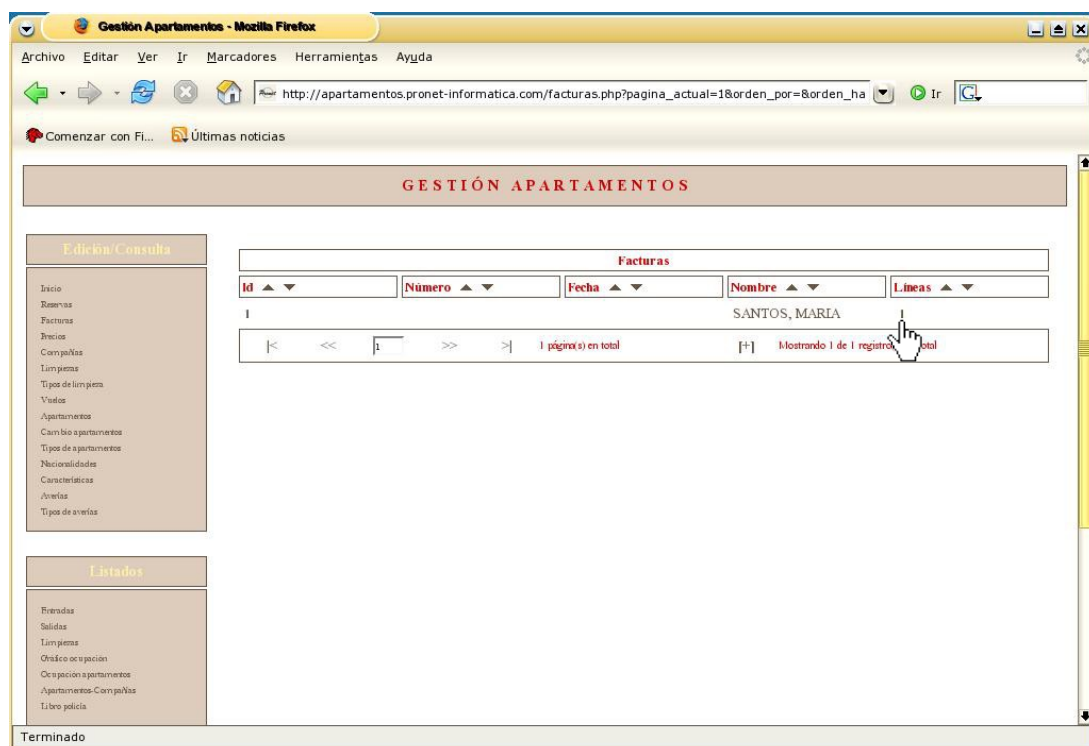 Gestión Apartamentos - Mozilla Firefox
Archivo Editar Ver Ir Marcadores Herramientas Ayuda
http://apartamentos.pronet-informatica.com/facturas.php?pagina_actual=1&orden_por=&orden_ha Ir G
Comenzar con Fi... Últimas noticias
GESTIÓN APARTAMENTOS
Edición/Consulta
Inicio
Reservas
Facturas
Precios
Compañías
Limpiezas
Tipos de limpieza
Vuelos
Apartamentos
Cambio apartamentos
Tipos de apartamentos
Nacionalidades
Características
Averías
Tipos de averías
Listados
Entradas
Salidas
Limpiezas
Gráfico ocupación
Ocupación apartamentos
Apartamentos-Compañías
Libro policía
Facturas
Id Número Fecha Nombre Líneas
1 SANTOS, MARIA 1
|< << 1 >> >| 1 página(s) en total [+] Mostrando 1 de 1 otal
Terminado